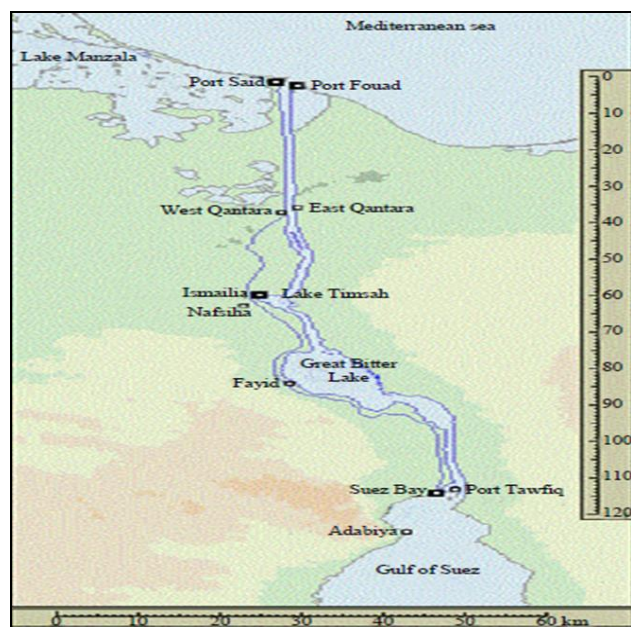 Mediterranean sea
Lake Manzala
Port Said
Port Fouad
0
10
20
30
West Qantara
East Qantara
40
50
Ismailia
Lake Timsah
60
Nafsiha
70
Great Bitter
Lake
80
Fayid
90
100
Suez Bay
Port Tawfiq
110
120
Adabiya
Gulf of Suez
0 10 20 30 40 50 60 km